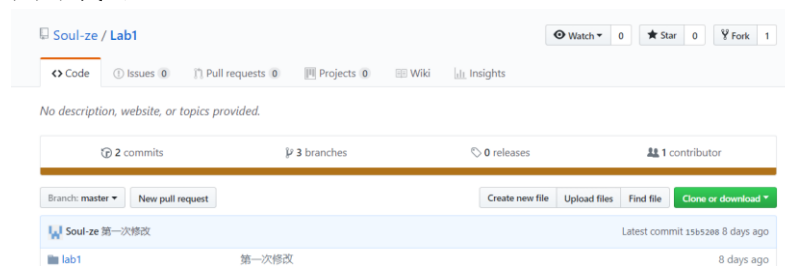 Soul-ze / Lab1
Watch 0 Star 0 Fork 1
Code Issues 0 Pull requests 0 Projects 0 Wiki Insights
No description, website, or topics provided.
2 commits 3 branches 0 releases 1 contributor
Branch: master New pull request Create new file Upload files Find file Clone or download
Soul-ze 第一次修改 Latest commit 15b5208 8 days ago
lab1 第一次修改 8 days ago